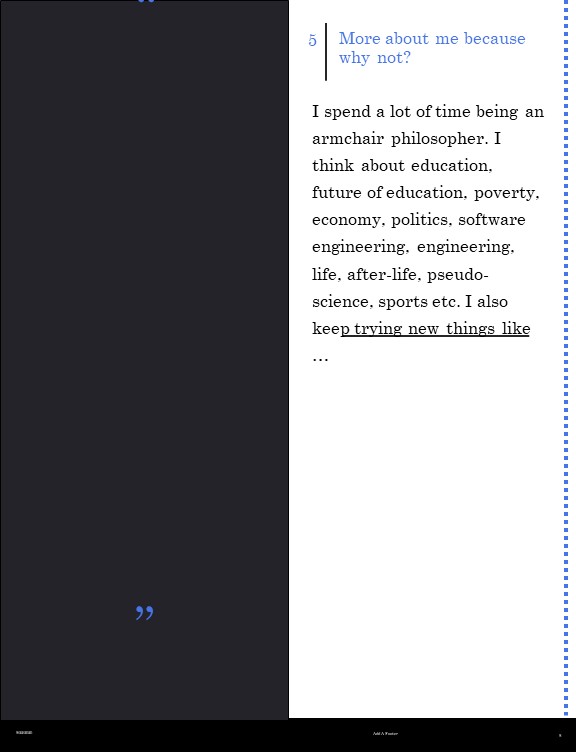 5
More about me because
why not?
I spend a lot of time being an
armchair philosopher. I
think about education,
future of education, poverty,
economy, politics, software
engineering, engineering,
life, after-life, pseudo-
science, sports etc. I also
keep trying new things like
…
”
Add A Footer